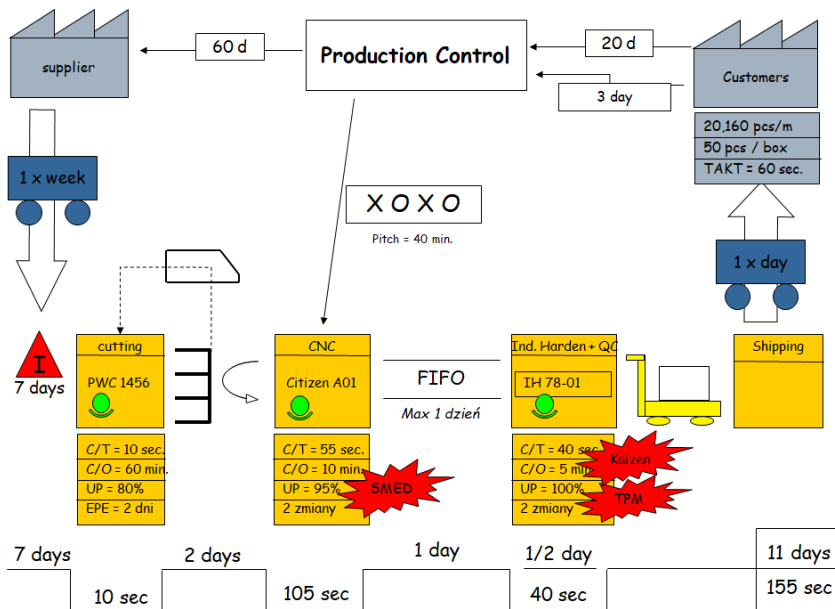 supplier
60 d
Production Control
20 d
3 day
Customers
20,160 pcs/m
50 pcs / box
TAKT = 60 sec.
1 x week
X O X O
Pitch = 40 min.
1 x day
I
7 days
cutting
PWC 1456
C/T = 10 sec.
C/O = 60 min.
UP = 80%
EPE = 2 dni
CNC
Citizen A01
C/T = 55 sec.
C/O = 10 min.
UP = 95%
2 zmiany
SMED
FIFO
Max 1 dzień
Ind. Harden + QC
IH 78-01
C/T = 40 sec.
C/O = 5 min.
UP = 100%
2 zmiany
Kaizen
TPM
Shipping
7 days
10 sec
2 days
105 sec
1 day
1/2 day
40 sec
11 days
155 sec